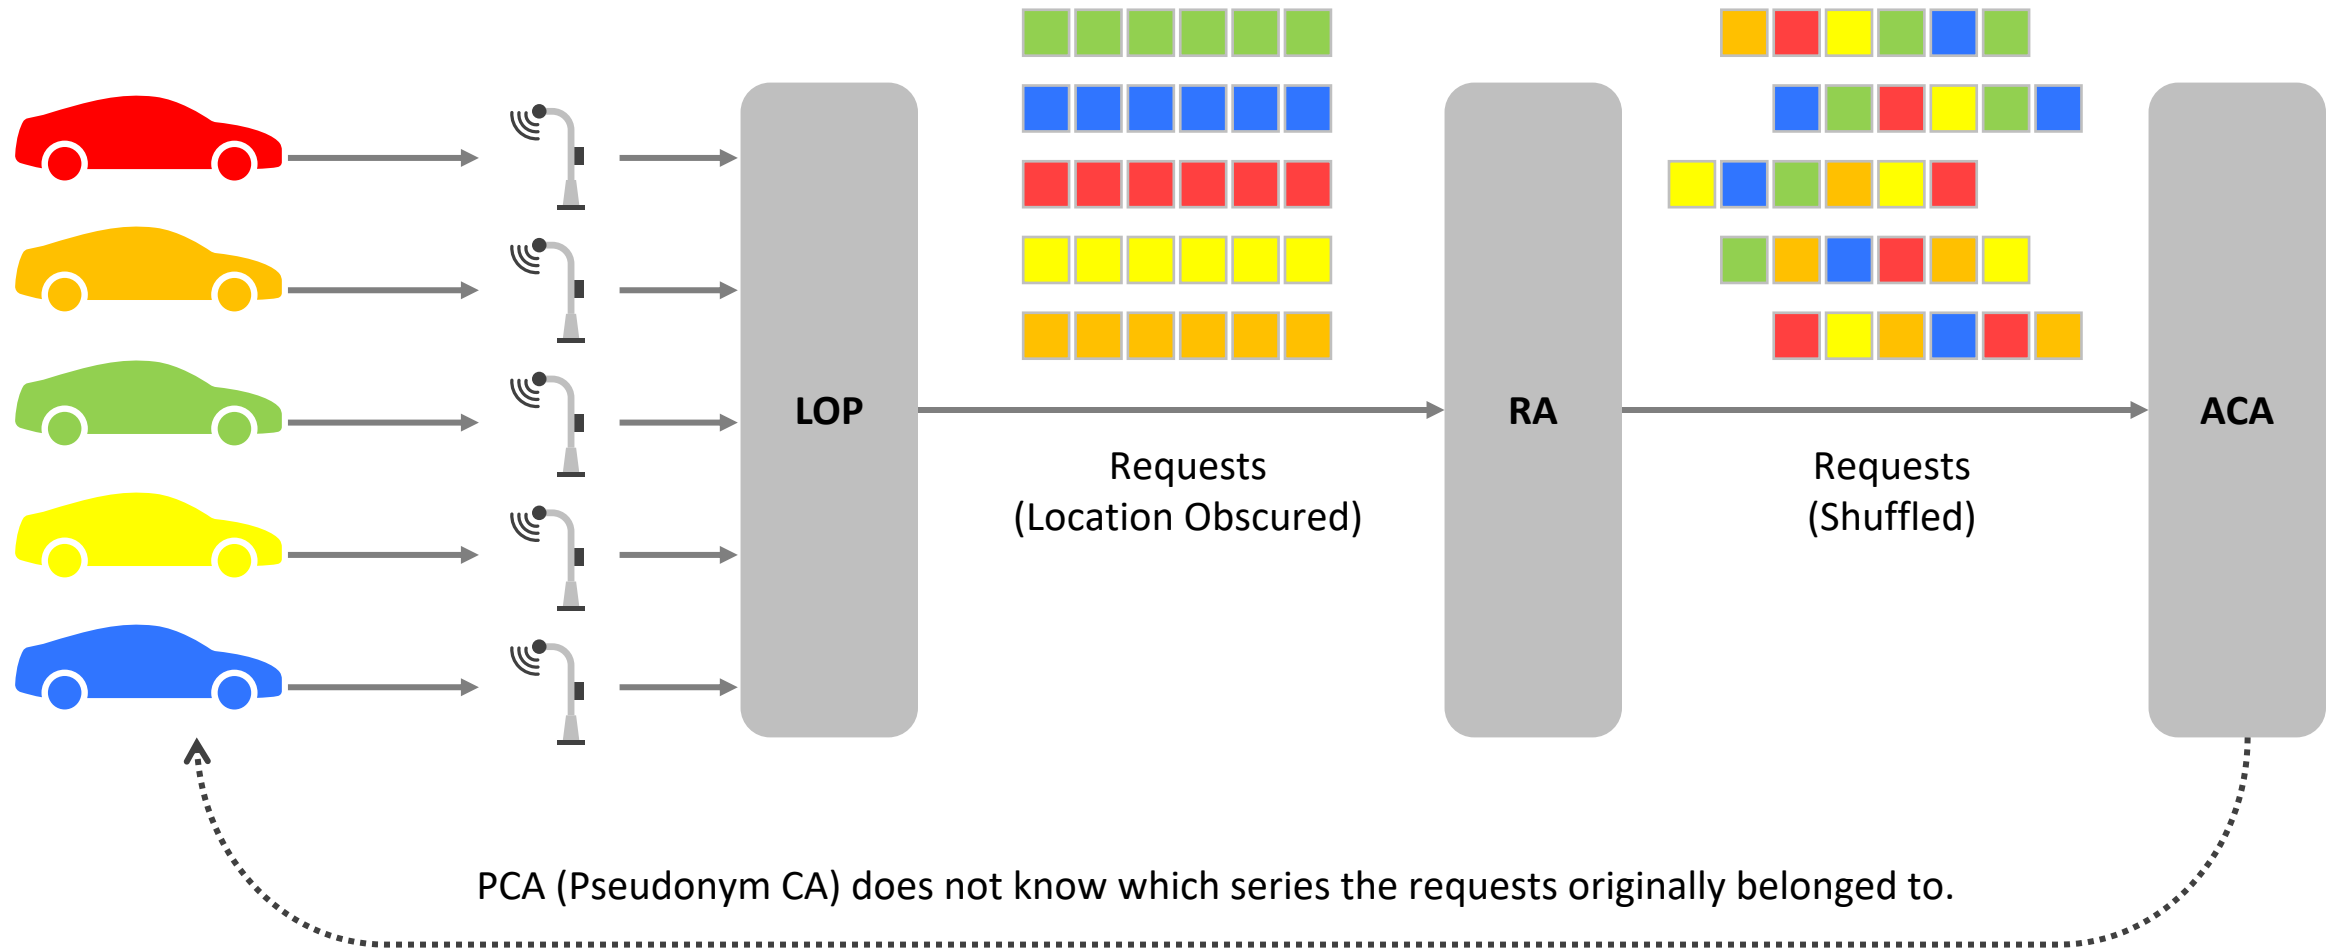 LOP
RA
ACA
Requests
(Location Obscured)
Requests
(Shuffled)
PCA (Pseudonym CA) does not know which series the requests originally belonged to.